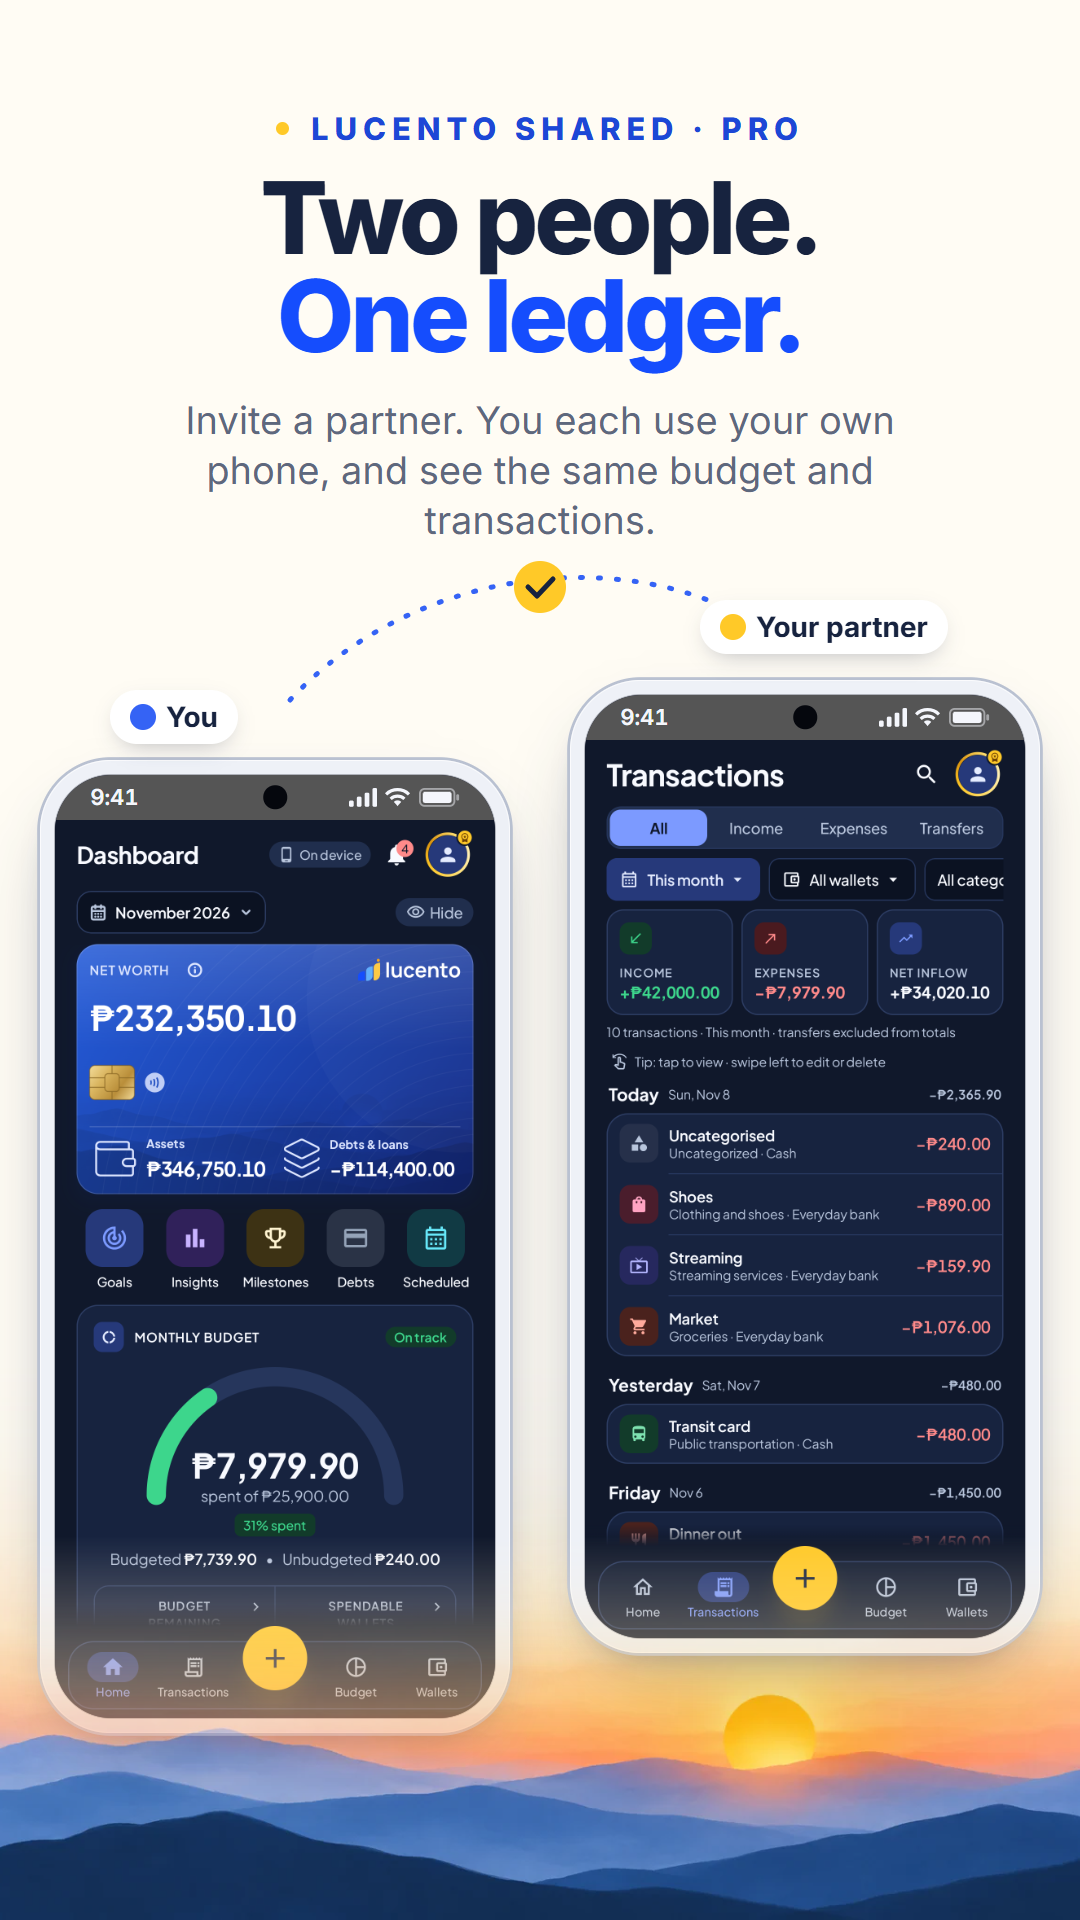 LUCENTO SHARED · PRO
Two people.
One ledger.
Invite a partner. You each use your own
phone, and see the same budget and
transactions.
You
9:41
Dashboard
On device
4
November 2026
Hide
NET WORTH
lucento
₱232,350.10
Assets
₱346,750.10
Debts & loans
-₱114,400.00
Goals
Insights
Milestones
Debts
Scheduled
MONTHLY BUDGET
On track
₱7,979.90
spent of ₱25,900.00
31% spent
Budgeted ₱7,739.90 • Unbudgeted ₱240.00
BUDGET
REMAINING
SPENDABLE
WALLETS
Home
Transactions
+
Budget
Wallets
Your partner
9:41
Transactions
All
Income
Expenses
Transfers
This month
All wallets
All catego
INCOME
+₱42,000.00
EXPENSES
-₱7,979.90
NET INFLOW
+₱34,020.10
10 transactions · This month · transfers excluded from totals
Tip: tap to view · swipe left to edit or delete
Today Sun, Nov 8 -₱2,365.90
Uncategorised
Uncategorized · Cash
-₱240.00
Shoes
Clothing and shoes · Everyday bank
-₱890.00
Streaming
Streaming services · Everyday bank
-₱159.90
Market
Groceries · Everyday bank
-₱1,076.00
Yesterday Sat, Nov 7 -₱480.00
Transit card
Public transportation · Cash
-₱480.00
Friday Nov 6 -₱1,450.00
Dinner out
-₱1,450.00
Home
Transactions
+
Budget
Wallets